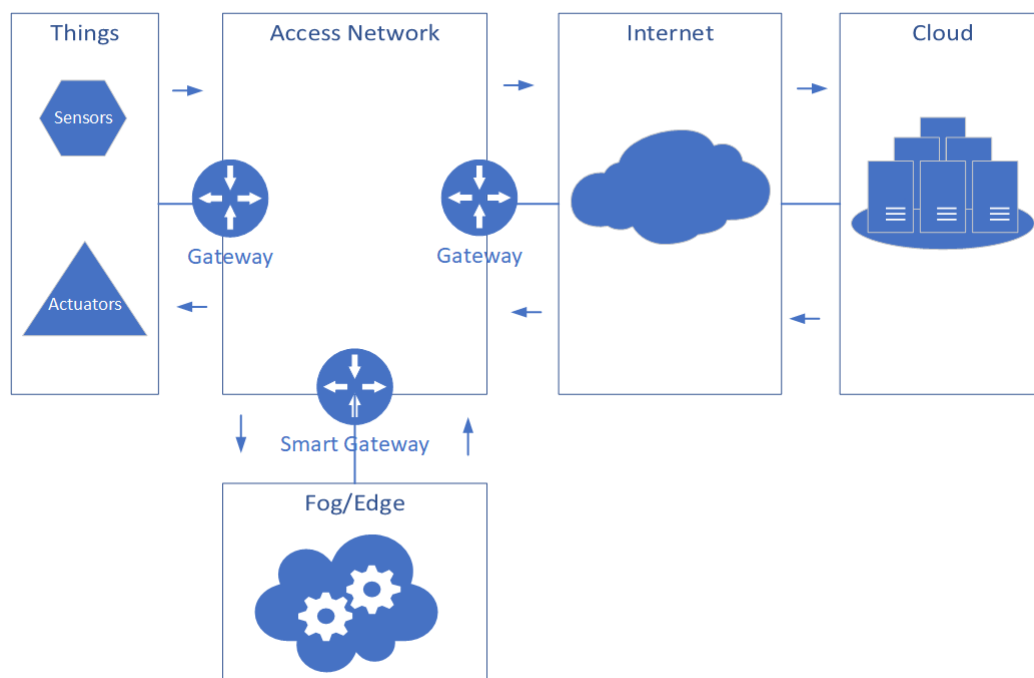 Things
Access Network
Internet
Cloud
Sensors
Gateway
Gateway
Actuators
Smart Gateway
Fog/Edge